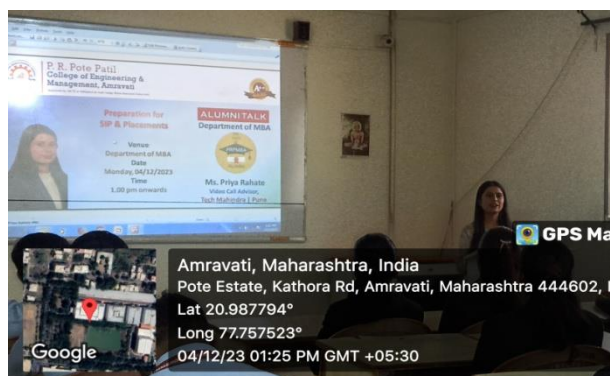 P. R. Pote Patil
College of Engineering &
Management, Amravati
Preparation for
SIP & Placements
Venue
Department of MBA
Date
Monday, 04/12/2023
Time
1.00 pm onwards
ALUMNITALK
Department of MBA
Ms. Priya Rahate
Video Call Advisor,
Tech Mahindra | Pune
GPS Ma
Amravati, Maharashtra, India
Pote Estate, Kathora Rd, Amravati, Maharashtra 444602, I
Lat 20.987794°
Long 77.757523°
04/12/23 01:25 PM GMT +05:30
Google